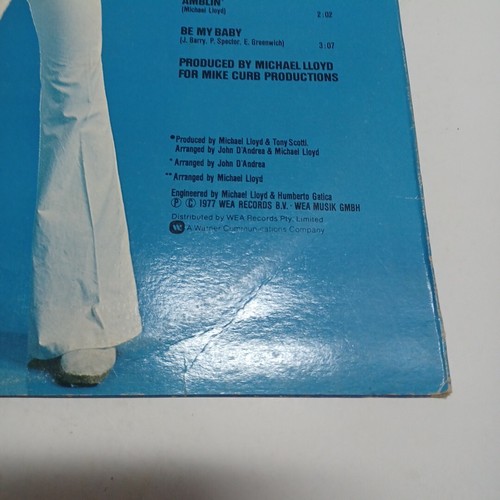 AMBLIN'
(Michael Lloyd)
2:02
BE MY BABY
(J. Barry, P. Spector, E. Greenwich)
3:07
PRODUCED BY MICHAEL LLOYD
FOR MIKE CURB PRODUCTIONS
*Produced by Michael Lloyd & Tony Scotti.
Arranged by John D'Andrea & Michael Lloyd
*Arranged by John D'Andrea
**Arranged by Michael Lloyd
Engineered by Michael Lloyd & Humberto Gatica
Ⓟ © 1977 WEA RECORDS B.V. · WEA MUSIK GMBH
Distributed by WEA Records Pty. Limited
A Warner Communications Company